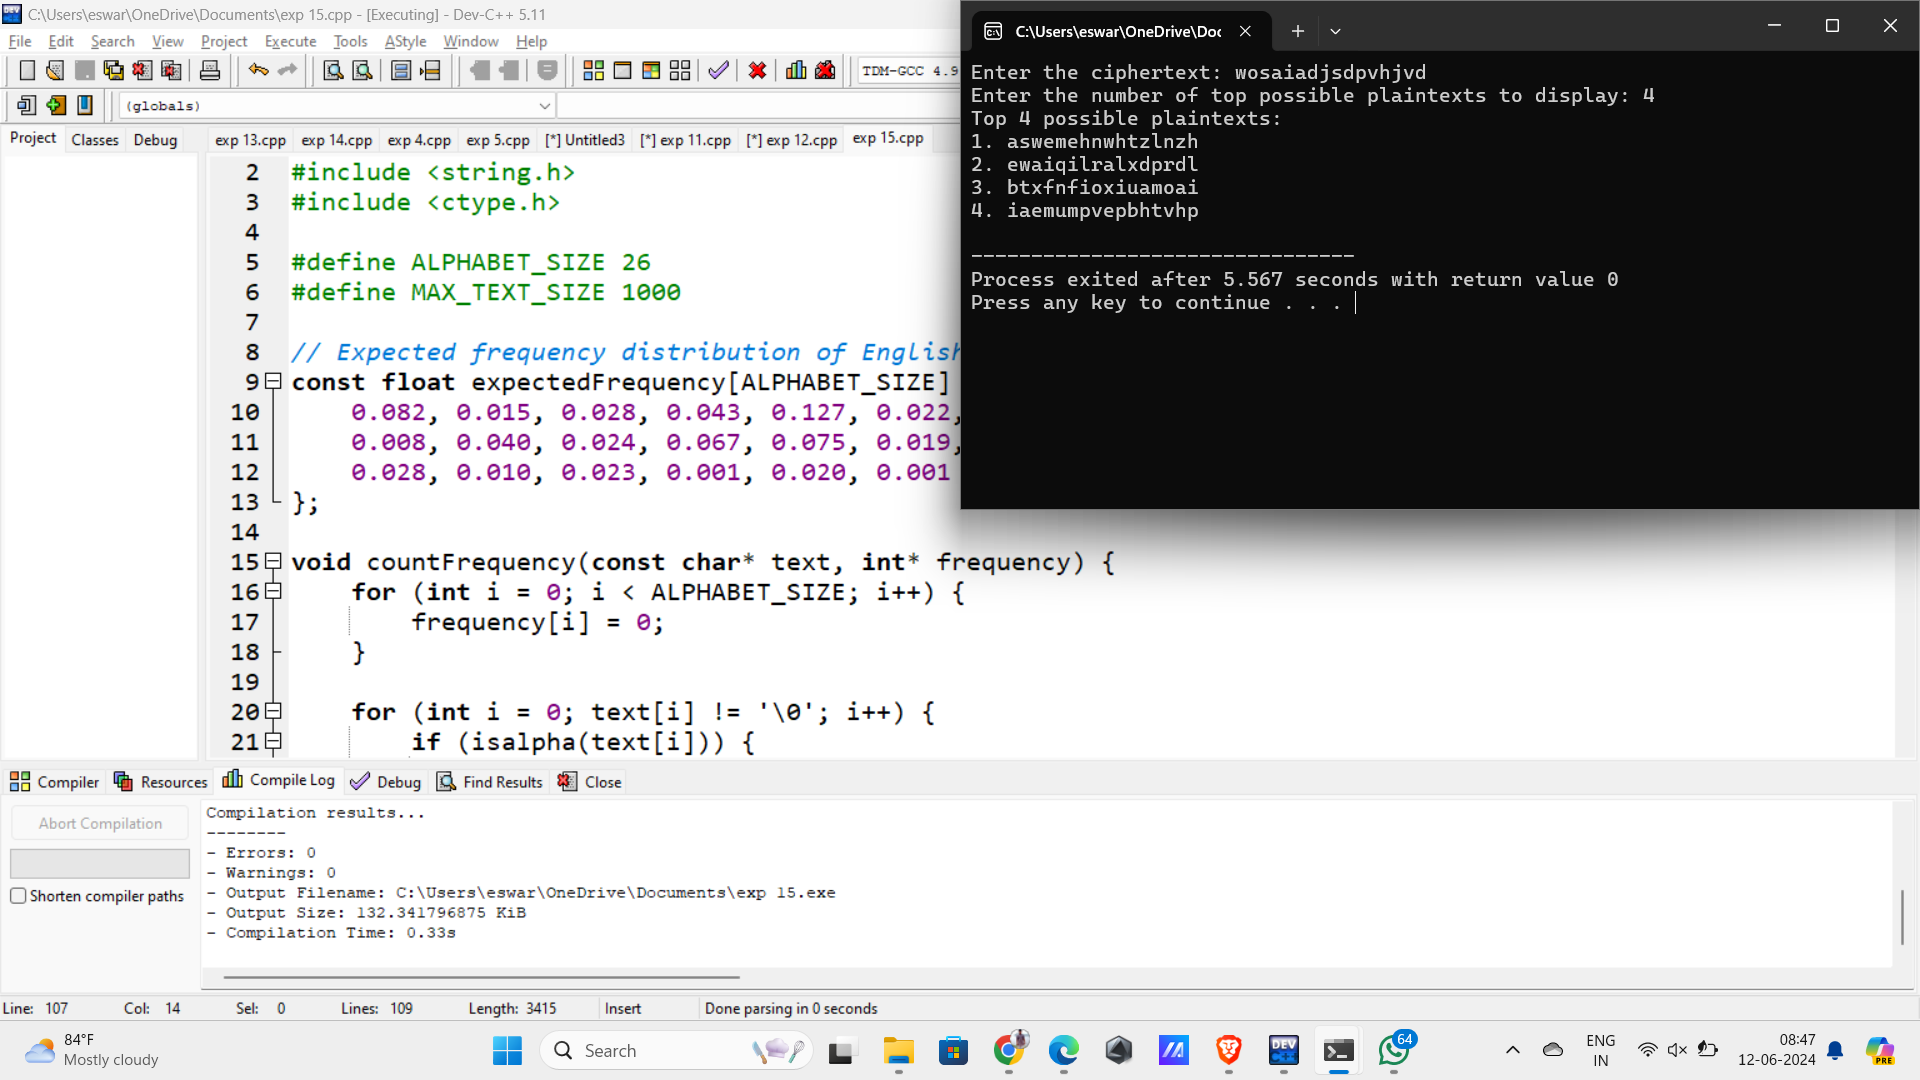 C:\Users\eswar\OneDrive\Documents\exp 15.cpp - [Executing] - Dev-C++ 5.11
File Edit Search View Project Execute Tools AStyle Window Help
TDM-GCC 4.9
(globals)
Project Classes Debug
exp 13.cpp exp 14.cpp exp 4.cpp exp 5.cpp [*] Untitled3 [*] exp 11.cpp [*] exp 12.cpp exp 15.cpp
2 #include <string.h>
3 #include <ctype.h>
4
5 #define ALPHABET_SIZE 26
6 #define MAX_TEXT_SIZE 1000
7
8 // Expected frequency distribution of English
9 const float expectedFrequency[ALPHABET_SIZE]
10 0.082, 0.015, 0.028, 0.043, 0.127, 0.022,
11 0.008, 0.040, 0.024, 0.067, 0.075, 0.019,
12 0.028, 0.010, 0.023, 0.001, 0.020, 0.001
13 };
14
15 void countFrequency(const char* text, int* frequency) {
16 for (int i = 0; i < ALPHABET_SIZE; i++) {
17 frequency[i] = 0;
18 }
19
20 for (int i = 0; text[i] != '\0'; i++) {
21 if (isalpha(text[i])) {
C:\Users\eswar\OneDrive\Doc
Enter the ciphertext: wosaiadjsdpvhjvd
Enter the number of top possible plaintexts to display: 4
Top 4 possible plaintexts:
1. aswemehnwhtzlnzh
2. ewaiqilralxdprdl
3. btxfnfioxiuamoai
4. iaemumpvepbhtvhp
--------------------------------
Process exited after 5.567 seconds with return value 0
Press any key to continue . . .
Compiler Resources Compile Log Debug Find Results Close
Abort Compilation
Shorten compiler paths
Compilation results...
--------
- Errors: 0
- Warnings: 0
- Output Filename: C:\Users\eswar\OneDrive\Documents\exp 15.exe
- Output Size: 132.341796875 KiB
- Compilation Time: 0.33s
Line: 107 Col: 14 Sel: 0 Lines: 109 Length: 3415 Insert Done parsing in 0 seconds
84°F
Mostly cloudy
Search
DEV
64
ENG
IN
08:47
12-06-2024
PRE